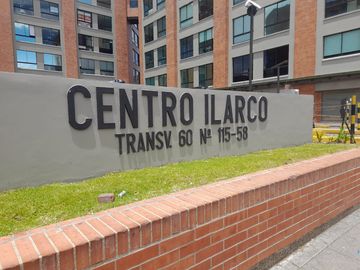 CENTRO ILARCO
TRANSV. 60 Nº 115-58